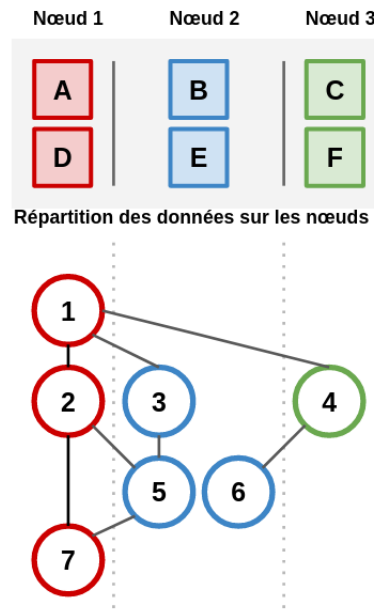 Nœud 1 Nœud 2 Nœud 3
A B C
D E F
Répartition des données sur les nœuds
1
2 3 4
5 6
7